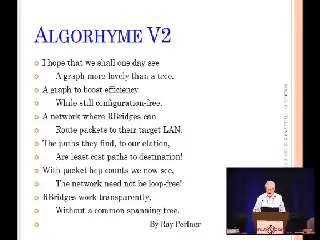 ALGORHYME V2
I hope that we shall one day see
A graph more lovely than a tree.
A graph to boost efficiency
While still configuration-free.
A network where RBridges can
Route packets to their target LAN.
The paths they find, to our elation,
Are least cost paths to destination!
With packet hop counts we now see,
The network need not be loop-free!
RBridges work transparently,
Without a common spanning tree.
By Ray Perlner